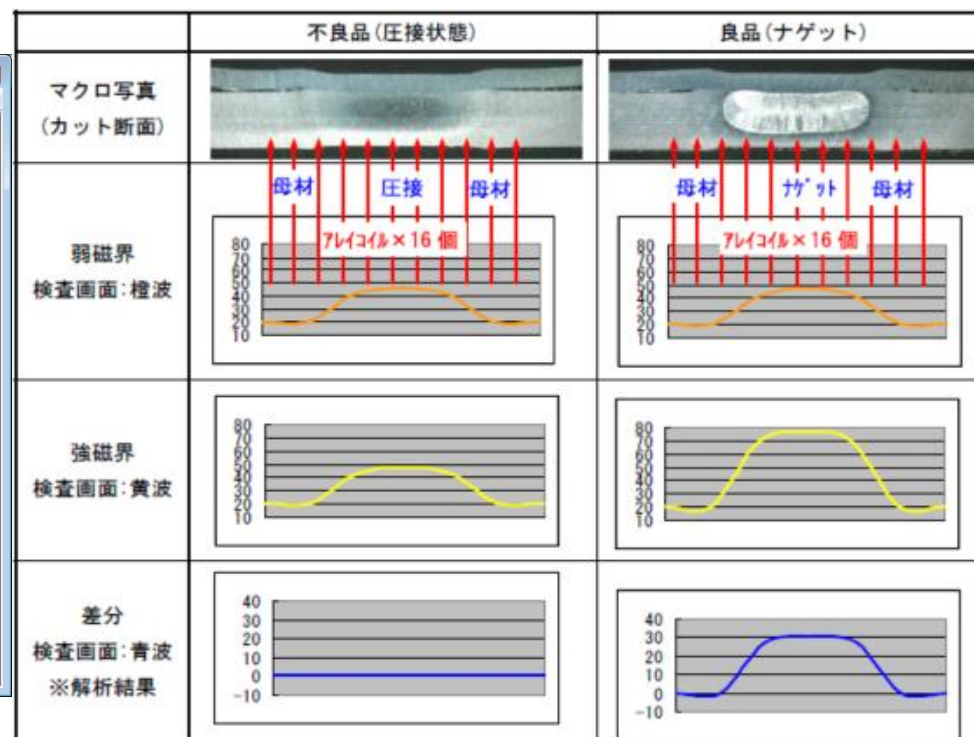 不良品(圧接状態)
良品(ナゲット)
マクロ写真
(カット断面)
母材
圧接
母材
母材
ナゲット
母材
弱磁界
検査画面:橙波
アレイコイル×16個
80
70
60
50
40
30
20
10
アレイコイル×16個
80
70
60
50
40
30
20
10
強磁界
検査画面:黄波
80
70
60
50
40
30
20
10
80
70
60
50
40
30
20
10
差分
検査画面:青波
※解析結果
40
30
20
10
0
-10
40
30
20
10
0
-10